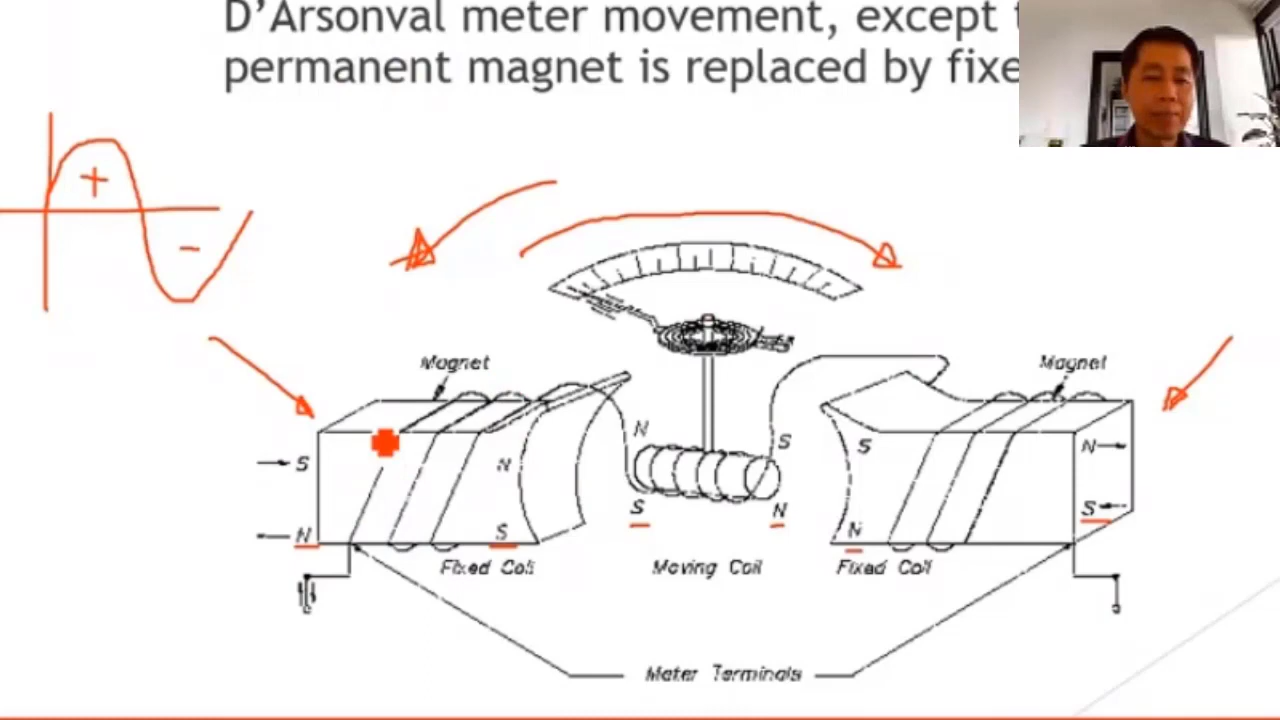 D’Arsonval meter movement, except
permanent magnet is replaced by fixe
+
-
Magnet
Magnet
N
S
S
N
S
N
S
N
N
S
N
S
Fixed Coil
Moving Coil
Fixed Coil
Meter Terminals